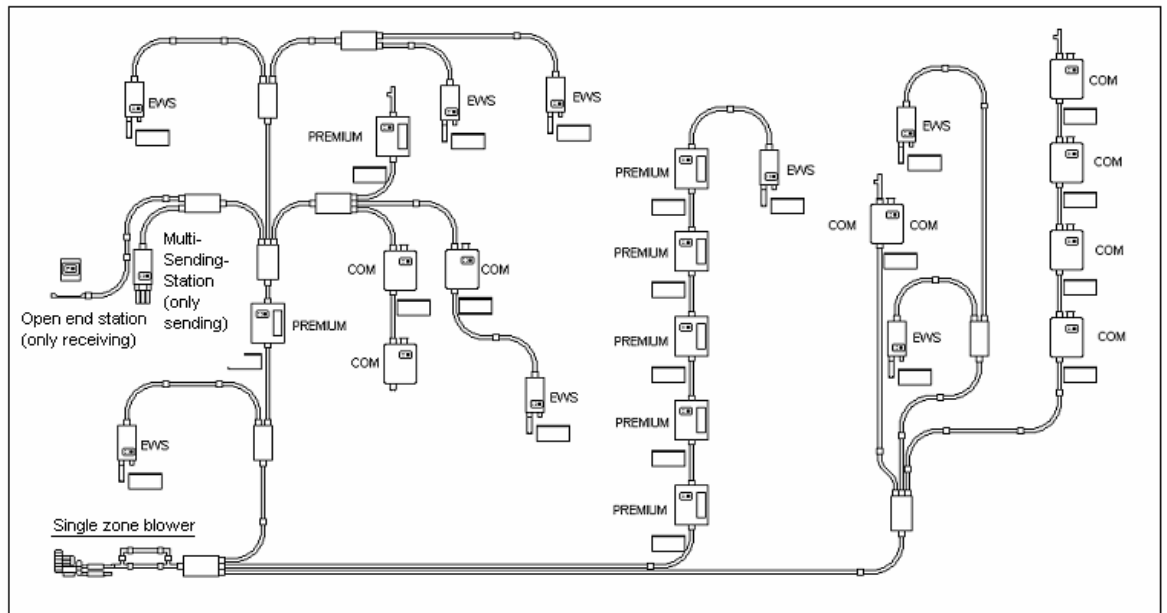 COM
EWS
EWS
EWS
EWS
PREMIUM
COM
PREMIUM
EWS
COM
COM
Multi-
Sending-
Station
(only
sending)
COM
COM
PREMIUM
COM
Open end station
(only receiving)
PREMIUM
PREMIUM
EWS
COM
COM
EWS
PREMIUM
EWS
PREMIUM
Single zone blower